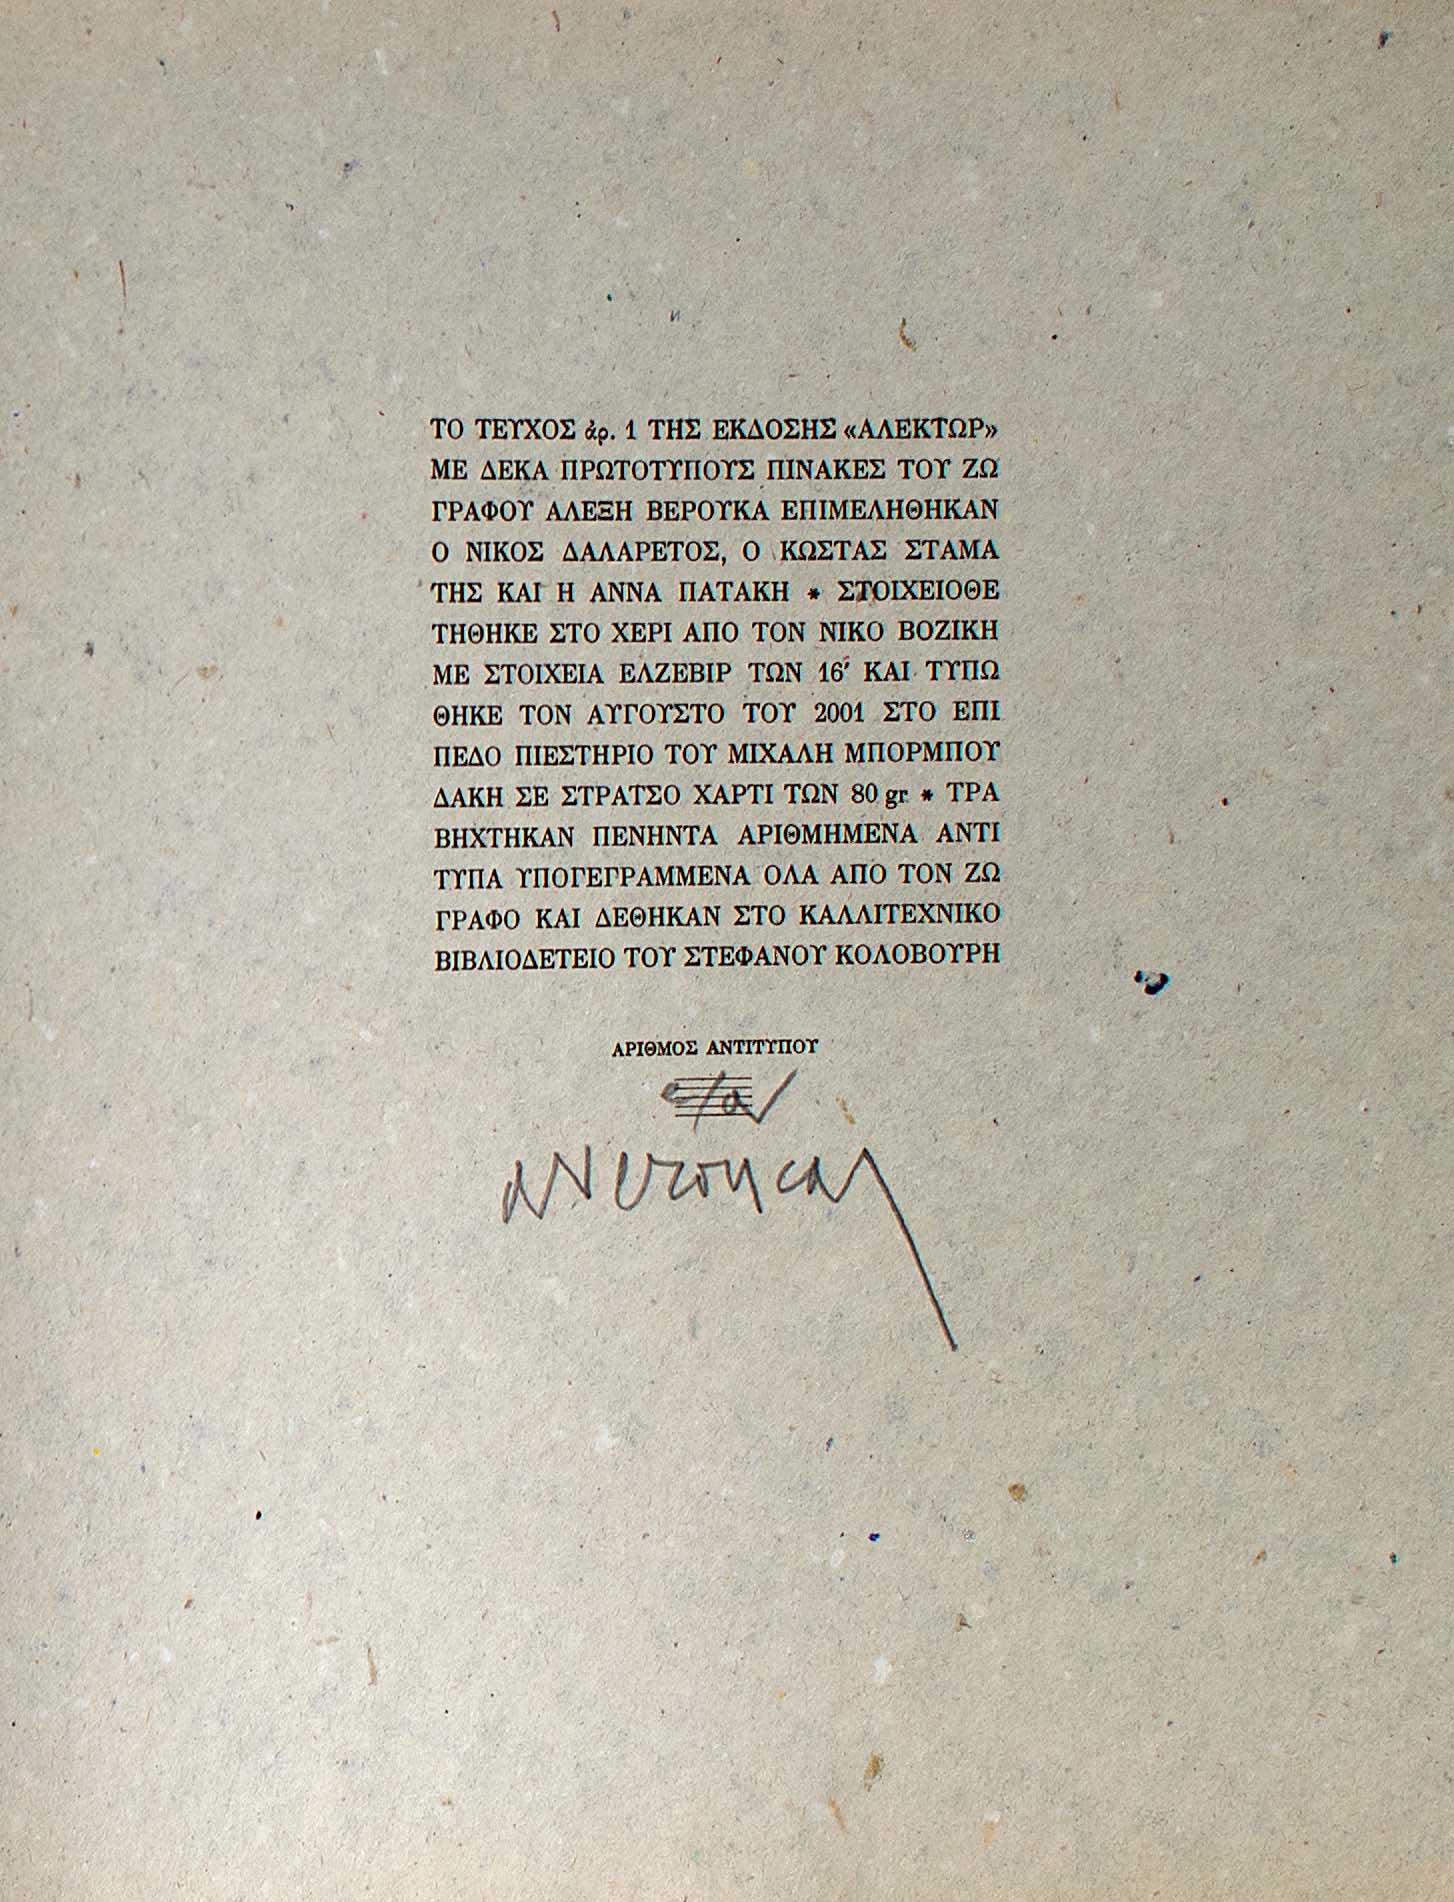 ΤΟ ΤΕΥΧΟΣ ἀρ. 1 ΤΗΣ ΕΚΔΟΣΗΣ «ΑΛΕΚΤΩΡ»
ΜΕ ΔΕΚΑ ΠΡΩΤΟΤΥΠΟΥΣ ΠΙΝΑΚΕΣ ΤΟΥ ΖΩ
ΓΡΑΦΟΥ ΑΛΕΞΗ ΒΕΡΟΥΚΑ ΕΠΙΜΕΛΗΘΗΚΑΝ
Ο ΝΙΚΟΣ ΔΑΛΑΡΕΤΟΣ, Ο ΚΩΣΤΑΣ ΣΤΑΜΑ
ΤΗΣ ΚΑΙ Η ΑΝΝΑ ΠΑΤΑΚΗ * ΣΤΟΙΧΕΙΟΘΕ
ΤΗΘΗΚΕ ΣΤΟ ΧΕΡΙ ΑΠΟ ΤΟΝ ΝΙΚΟ ΒΟΖΙΚΗ
ΜΕ ΣΤΟΙΧΕΙΑ ΕΛΖΕΒΙΡ ΤΩΝ 16΄ ΚΑΙ ΤΥΠΩ
ΘΗΚΕ ΤΟΝ ΑΥΓΟΥΣΤΟ ΤΟΥ 2001 ΣΤΟ ΕΠΙ
ΠΕΔΟ ΠΙΕΣΤΗΡΙΟ ΤΟΥ ΜΙΧΑΛΗ ΜΠΟΡΜΠΟΥ
ΔΑΚΗ ΣΕ ΣΤΡΑΤΣΟ ΧΑΡΤΙ ΤΩΝ 80 gr * ΤΡΑ
ΒΗΧΤΗΚΑΝ ΠΕΝΗΝΤΑ ΑΡΙΘΜΗΜΕΝΑ ΑΝΤΙ
ΤΥΠΑ ΥΠΟΓΕΓΡΑΜΜΕΝΑ ΟΛΑ ΑΠΟ ΤΟΝ ΖΩ
ΓΡΑΦΟ ΚΑΙ ΔΕΘΗΚΑΝ ΣΤΟ ΚΑΛΛΙΤΕΧΝΙΚΟ
ΒΙΒΛΙΟΔΕΤΕΙΟ ΤΟΥ ΣΤΕΦΑΝΟΥ ΚΟΛΟΒΟΥΡΗ
ΑΡΙΘΜΟΣ ΑΝΤΙΤΥΠΟΥ
e/a